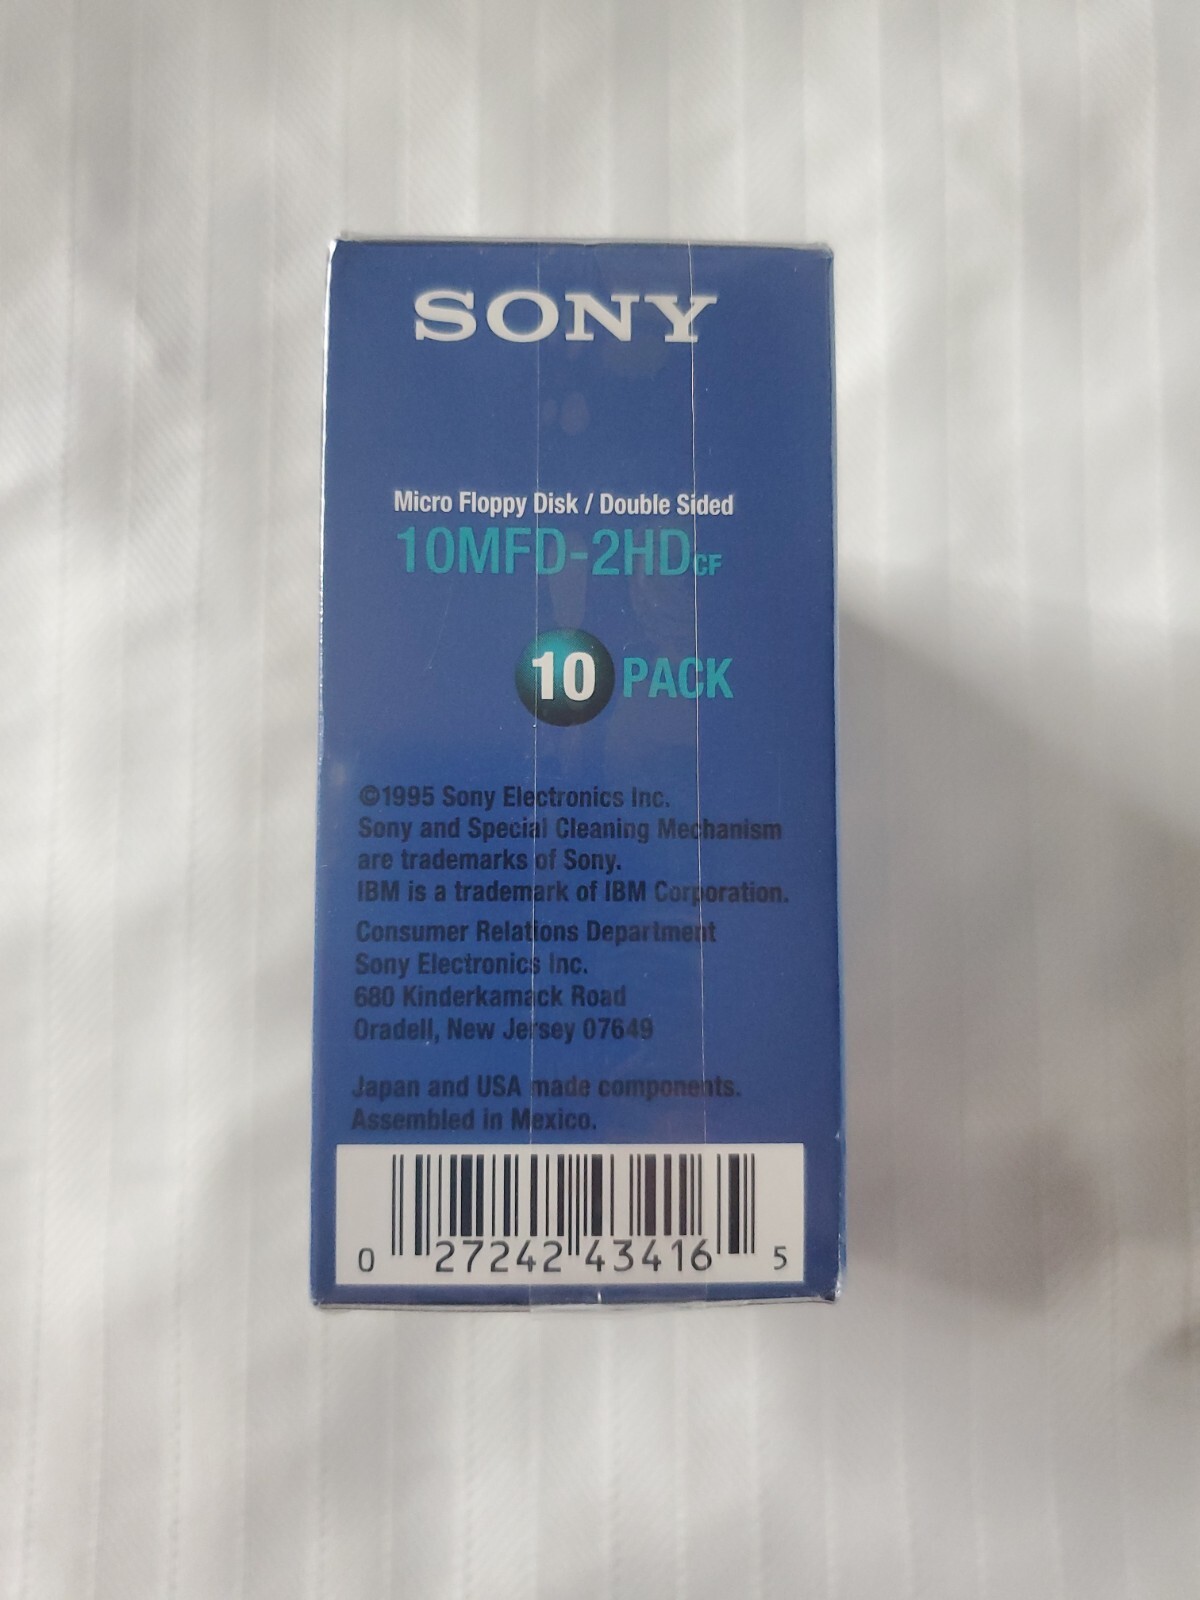 SONY
Micro Floppy Disk / Double Sided
10MFD-2HDCF
10 PACK
©1995 Sony Electronics Inc.
Sony and Special Cleaning Mechanism
are trademarks of Sony.
IBM is a trademark of IBM Corporation.
Consumer Relations Department
Sony Electronics Inc.
680 Kinderkamack Road
Oradell, New Jersey 07649
Japan and USA made components.
Assembled in Mexico.
0 27242 43416 5